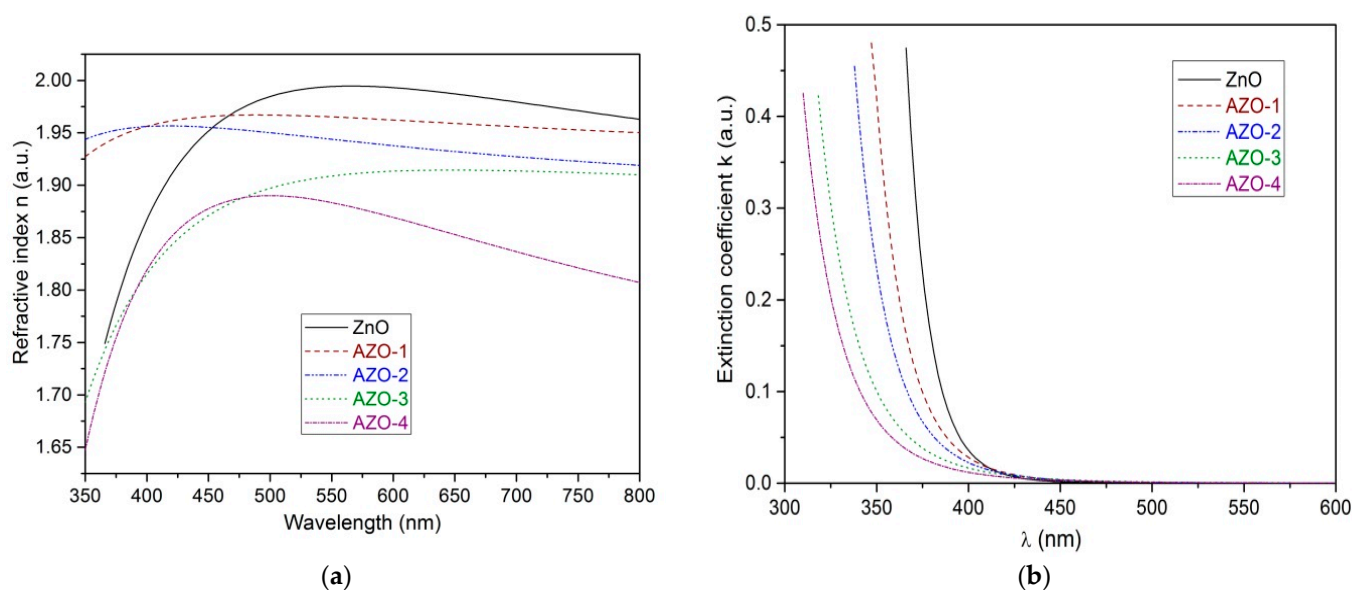 2.00
1.95
1.90
1.85
1.80
1.75
1.70
1.65
Refractive index n (a.u.)
ZnO
AZO-1
AZO-2
AZO-3
AZO-4
350 400 450 500 550 600 650 700 750 800
Wavelength (nm)
(a)
0.5
0.4
0.3
0.2
0.1
0.0
Extinction coefficient k (a.u.)
ZnO
AZO-1
AZO-2
AZO-3
AZO-4
300 350 400 450 500 550 600
λ (nm)
(b)